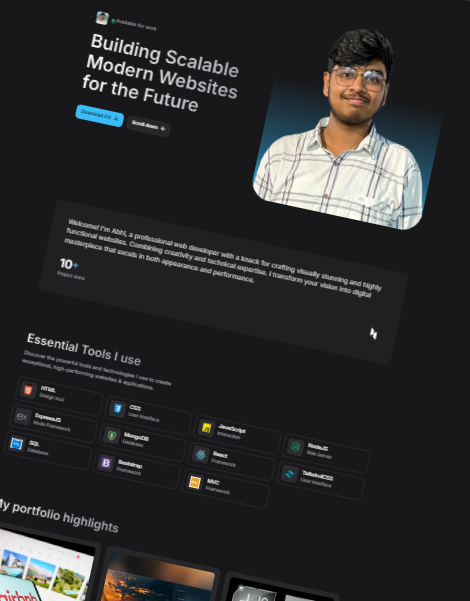 Available for work
Building Scalable
Modern Websites
for the Future
Download CV
Scroll down
Welcome! I'm Abhi, a professional web developer with a knack for crafting visually stunning and highly
functional websites. Combining creativity and technical expertise. I transform your vision into digital
masterpiece that excels in both appearance and performance.
10+
Project done
Essential Tools I use
Discover the powerful tools and technologies I use to create
exceptional, high-performing websites & applications.
HTML
Design tool
CSS
User Interface
JavaScript
Interaction
NodeJS
Web Server
ex
ExpressJS
Node Framework
MongoDB
Database
React
Framework
TailwindCSS
User Interface
SQL
Database
B
Bootstrap
Framework
MVC
Framework
My portfolio highlights
airbnb